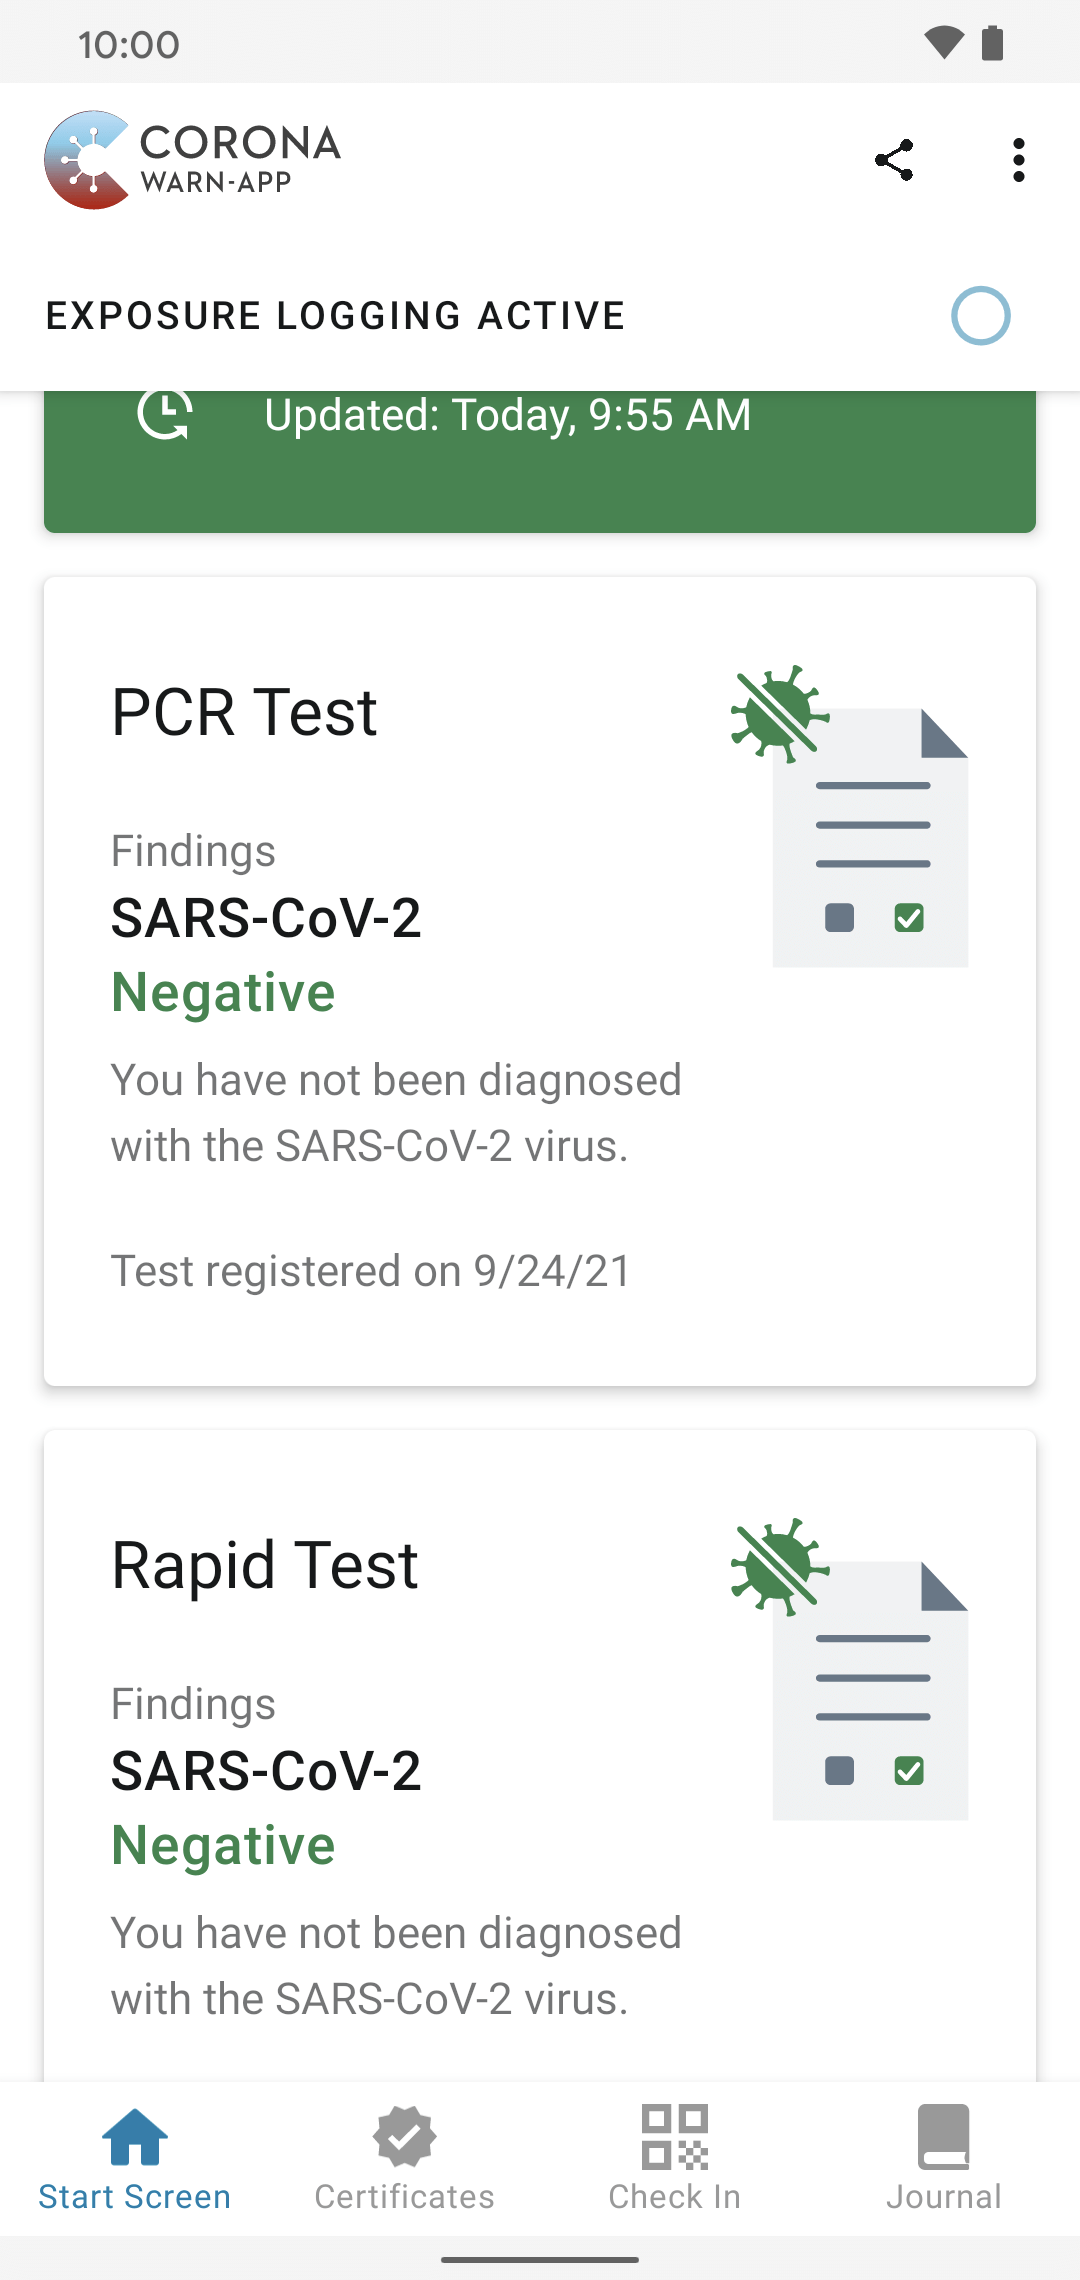 10:00
CORONA
WARN-APP
EXPOSURE LOGGING ACTIVE
Updated: Today, 9:55 AM
PCR Test
Findings
SARS-CoV-2
Negative
You have not been diagnosed
with the SARS-CoV-2 virus.
Test registered on 9/24/21
Rapid Test
Findings
SARS-CoV-2
Negative
You have not been diagnosed
with the SARS-CoV-2 virus.
Start Screen
Certificates
Check In
Journal